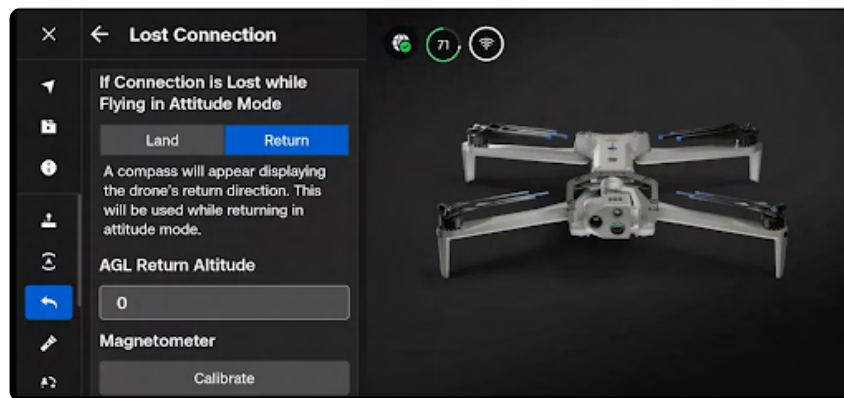 Lost Connection
71
If Connection is Lost while
Flying in Attitude Mode
Land
Return
A compass will appear displaying
the drone's return direction. This
will be used while returning in
attitude mode.
AGL Return Altitude
0
Magnetometer
Calibrate